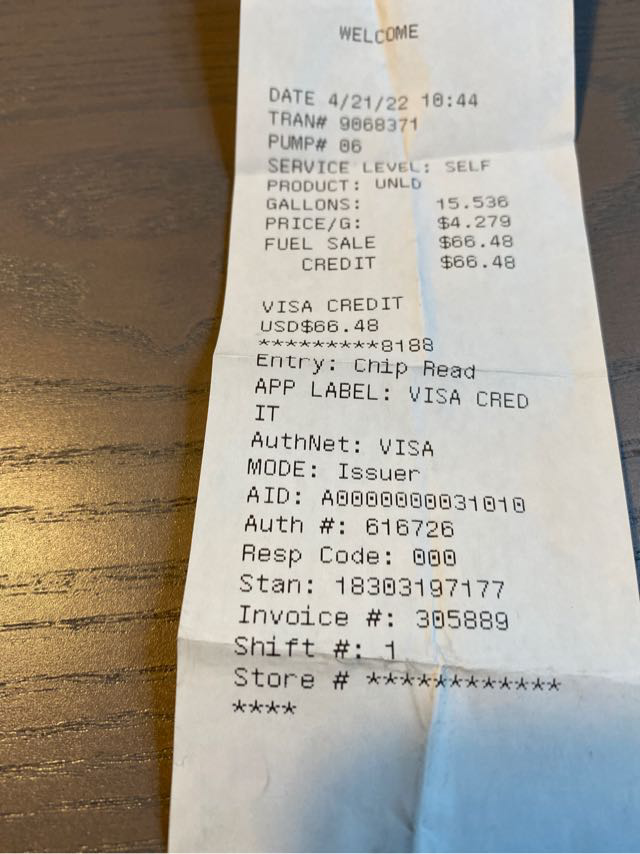 WELCOME
DATE 4/21/22 10:44
TRAN# 9068371
PUMP# 06
SERVICE LEVEL: SELF
PRODUCT: UNLD
GALLONS: 15.536
PRICE/G: $4.279
FUEL SALE $66.48
CREDIT $66.48
VISA CREDIT
USD$66.48
*********8188
Entry: Chip Read
APP LABEL: VISA CRED
IT
AuthNet: VISA
MODE: Issuer
AID: A0000000031010
Auth #: 616726
Resp Code: 000
Stan: 18303197177
Invoice #: 305889
Shift #: 1
Store # ************
****